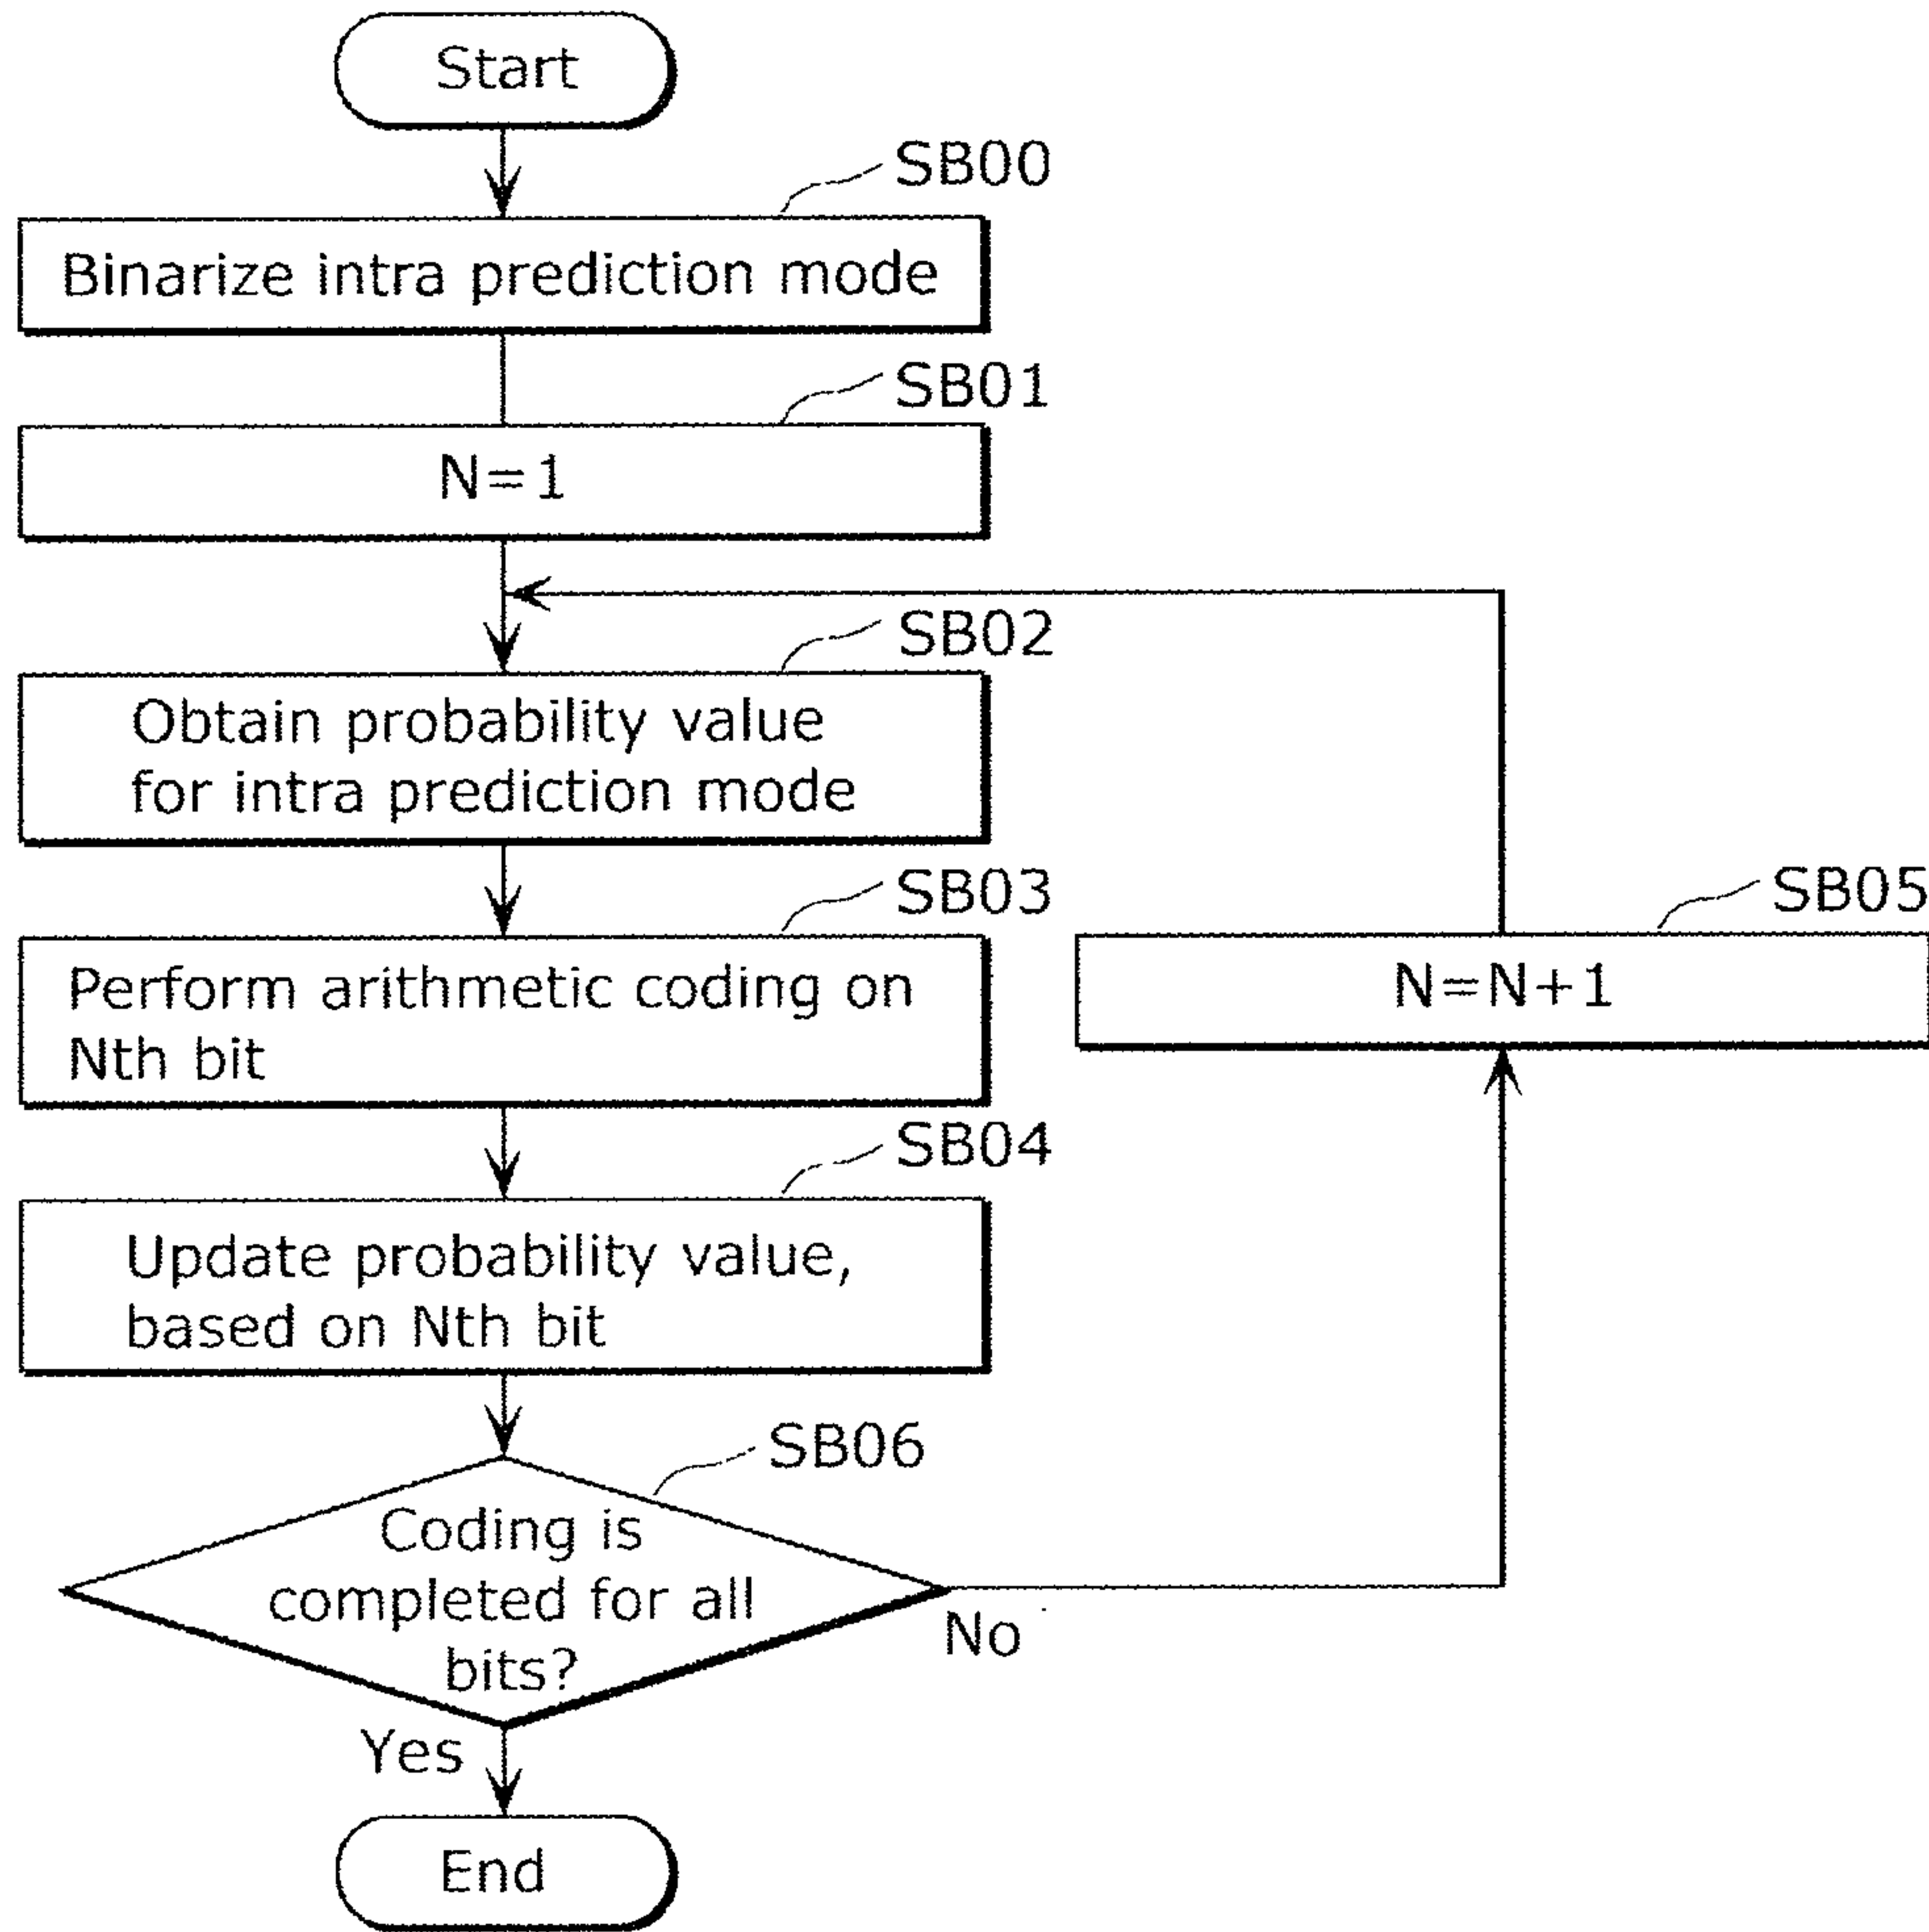 Start
SB00
Binarize intra prediction mode
SB01
N=1
SB02
Obtain probability value
for intra prediction mode
SB03
Perform arithmetic coding on
Nth bit
SB05
N=N+1
SB04
Update probability value,
based on Nth bit
SB06
Coding is
completed for all
bits?
No
Yes
End